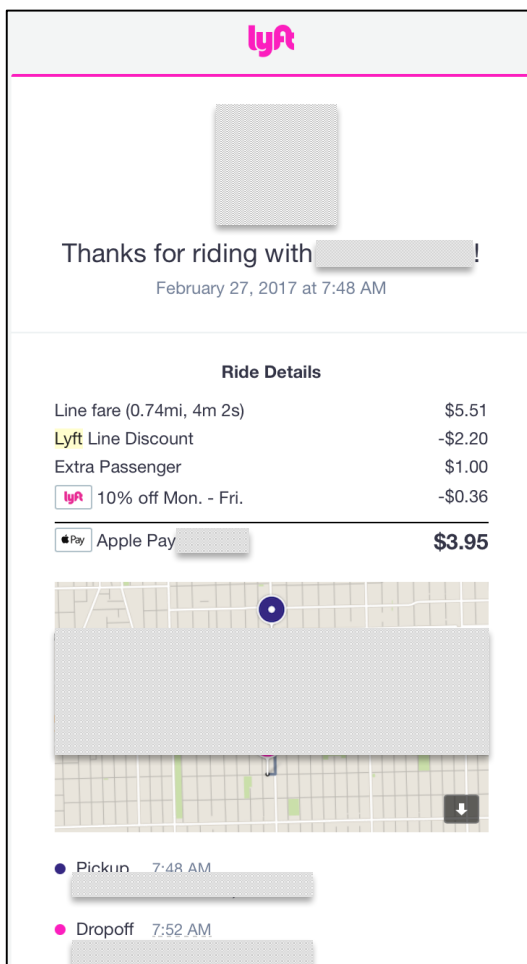 lyft
Thanks for riding with !
February 27, 2017 at 7:48 AM
Ride Details
Line fare (0.74mi, 4m 2s) $5.51
Lyft Line Discount -$2.20
Extra Passenger $1.00
lyft 10% off Mon. - Fri. -$0.36
Pay Apple Pay $3.95
Pickup 7:48 AM
Dropoff 7:52 AM